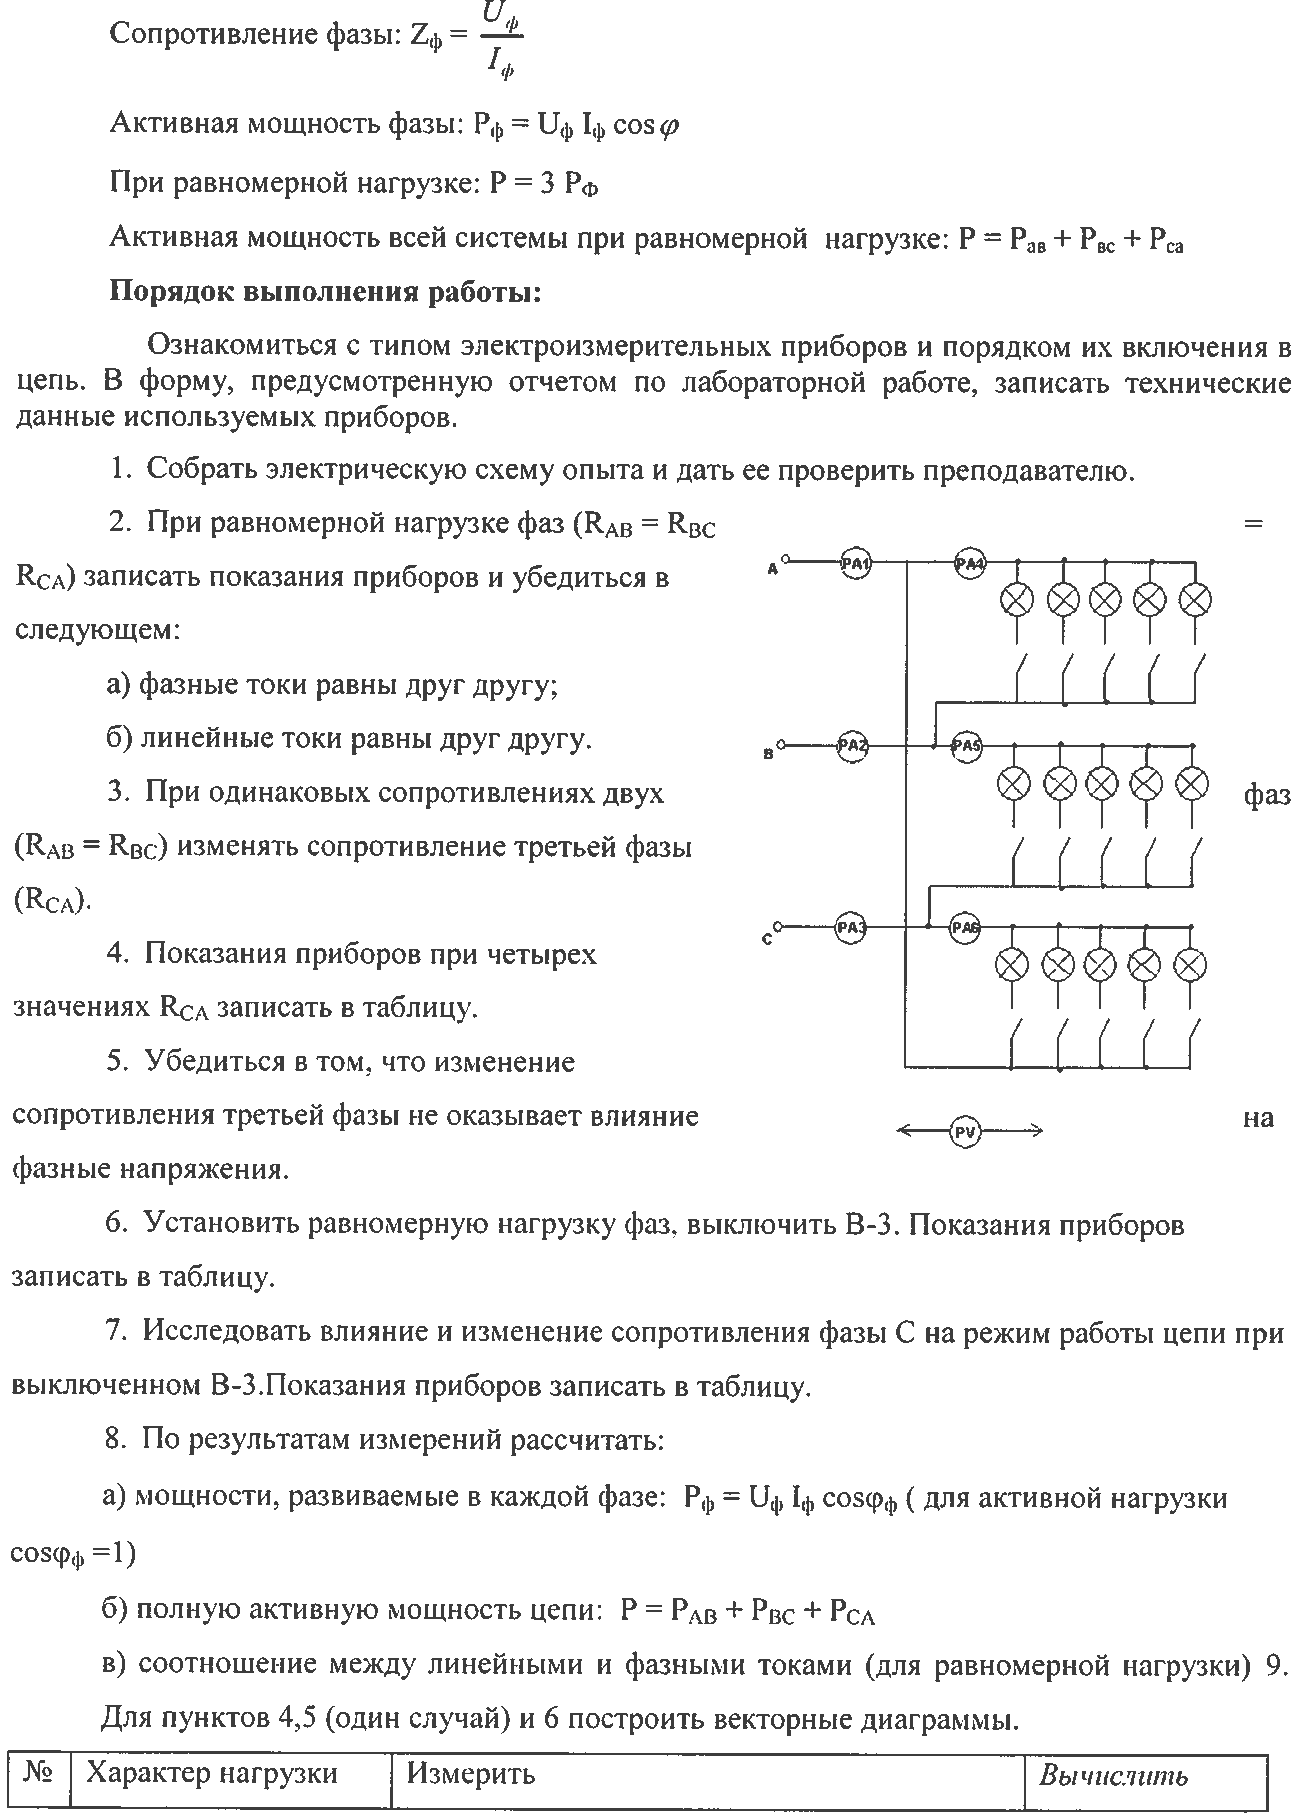 Сопротивление фазы: Zф = Uф / Iф
Активная мощность фазы: Pф = Uф Iф cosφ
При равномерной нагрузке: P = 3 PФ
Активная мощность всей системы при равномерной нагрузке: P = Pав + Pвс + Pса
Порядок выполнения работы:
Ознакомиться с типом электроизмерительных приборов и порядком их включения в
цепь. В форму, предусмотренную отчетом по лабораторной работе, записать технические
данные используемых приборов.
1. Собрать электрическую схему опыта и дать ее проверить преподавателю.
2. При равномерной нагрузке фаз (RAB = RBC =
RCA) записать показания приборов и убедиться в
следующем:
а) фазные токи равны друг другу;
б) линейные токи равны друг другу.
3. При одинаковых сопротивлениях двух фаз
(RAB = RBC) изменять сопротивление третьей фазы
(RCA).
4. Показания приборов при четырех
значениях RCA записать в таблицу.
5. Убедиться в том, что изменение
сопротивления третьей фазы не оказывает влияние на
фазные напряжения.
A PA1 PA4
B PA2 PA5
C PA3 PA6
PV
6. Установить равномерную нагрузку фаз, выключить В-3. Показания приборов
записать в таблицу.
7. Исследовать влияние и изменение сопротивления фазы С на режим работы цепи при
выключенном В-3.Показания приборов записать в таблицу.
8. По результатам измерений рассчитать:
а) мощности, развиваемые в каждой фазе: Pф = Uф Iф cosφф ( для активной нагрузки
cosφф =1)
б) полную активную мощность цепи: P = PAB + PBC + PCA
в) соотношение между линейными и фазными токами (для равномерной нагрузки) 9.
Для пунктов 4,5 (один случай) и 6 построить векторные диаграммы.
№ Характер нагрузки Измерить Вычислить